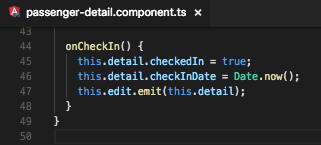 passenger-detail.component.ts ×
43
44 onCheckIn() {
45 this.detail.checkedIn = true;
46 this.detail.checkInDate = Date.now();
47 this.edit.emit(this.detail);
48 }
49 }
50